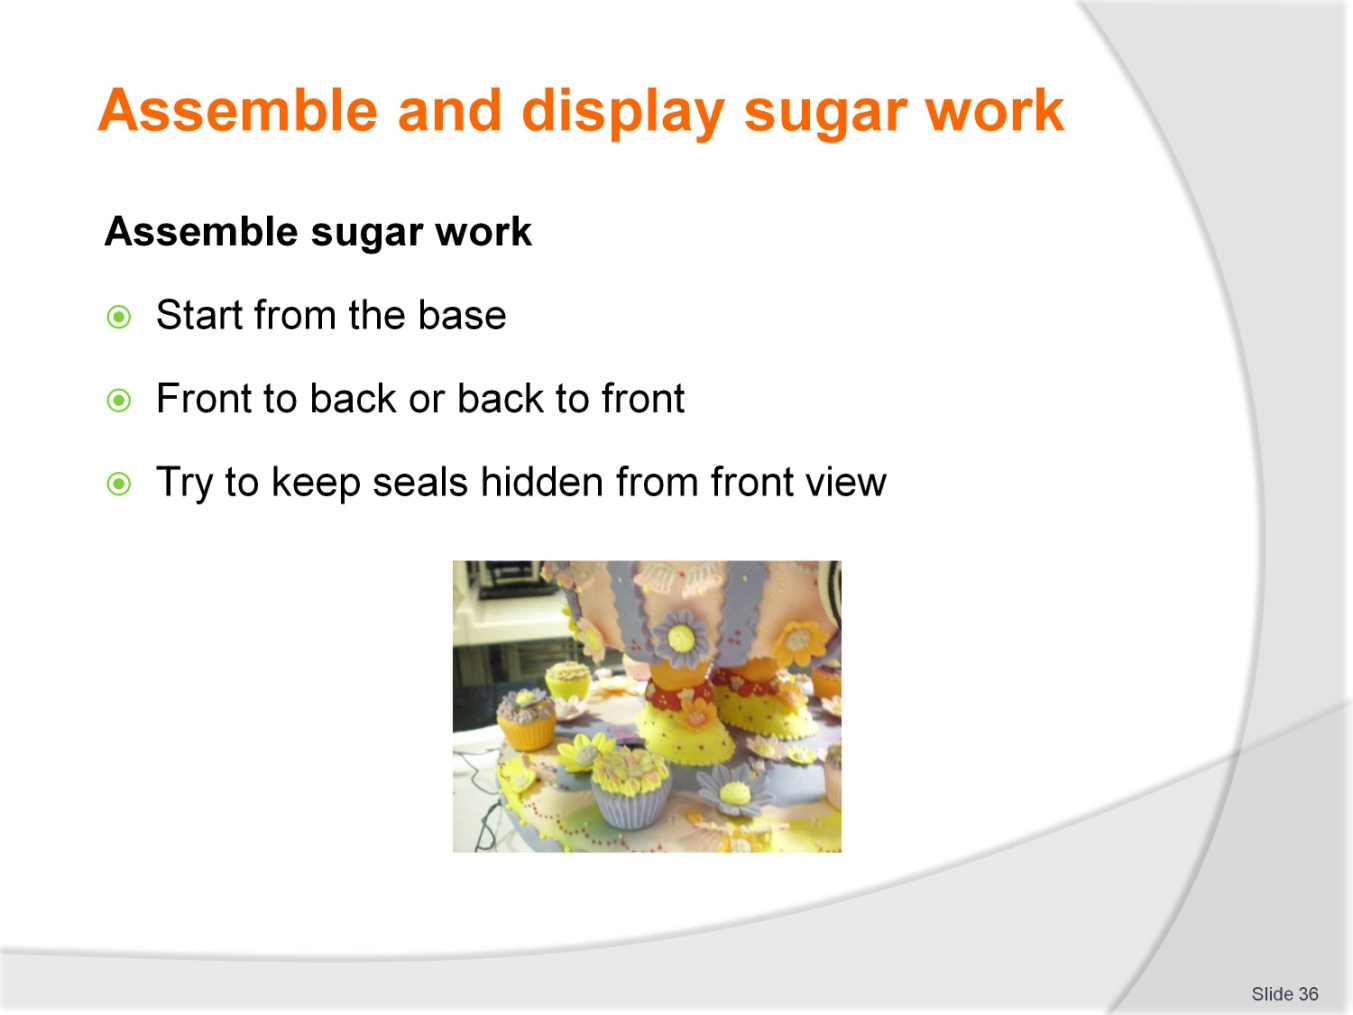 Assemble and display sugar work
Assemble sugar work
Start from the base
Front to back or back to front
Try to keep seals hidden from front view
Slide 36